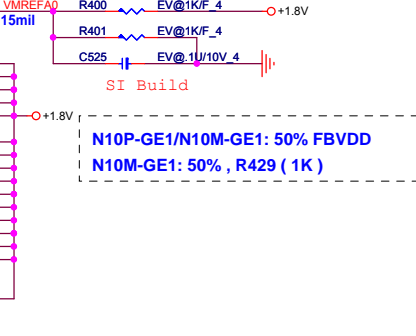 VMREFA0 R400 EV@1K/F_4 +1.8V
15mil R401 EV@1K/F_4
C525 EV@.1U/10V_4
SI Build
+1.8V
N10P-GE1/N10M-GE1: 50% FBVDD
N10M-GE1: 50% , R429 ( 1K )